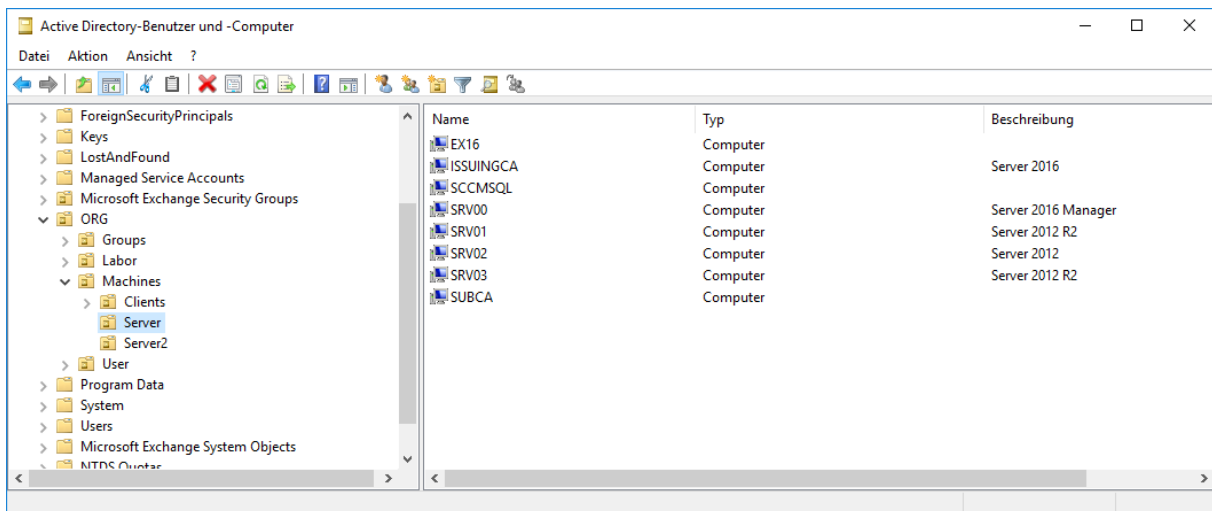 Active Directory-Benutzer und -Computer
Datei Aktion Ansicht ?
ForeignSecurityPrincipals
Keys
LostAndFound
Managed Service Accounts
Microsoft Exchange Security Groups
ORG
Groups
Labor
Machines
Clients
Server
Server2
User
Program Data
System
Users
Microsoft Exchange System Objects
NTDS Quotas
Name Typ Beschreibung
EX16 Computer
ISSUINGCA Computer Server 2016
SCCMSQL Computer
SRV00 Computer Server 2016 Manager
SRV01 Computer Server 2012 R2
SRV02 Computer Server 2012
SRV03 Computer Server 2012 R2
SUBCA Computer